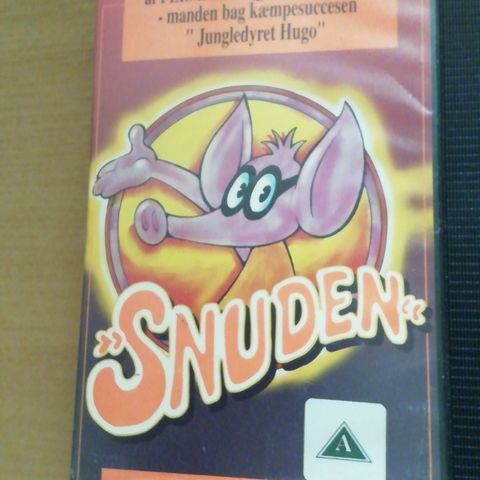 - manden bag kæmpesuccesen
" Jungledyret Hugo"
»SNUDEN«
A